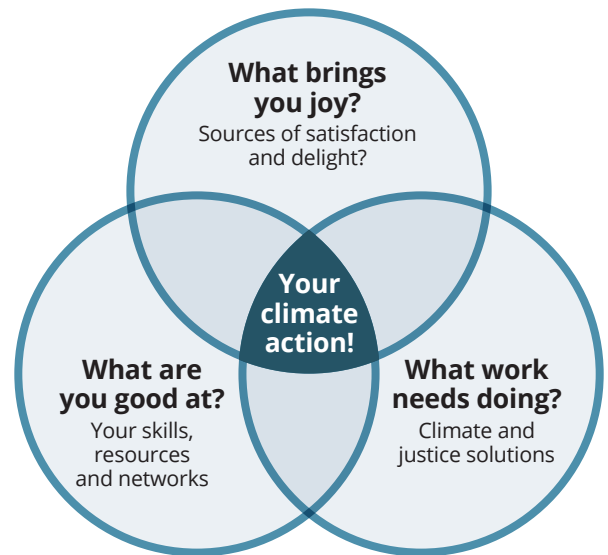 What brings
you joy?
Sources of satisfaction
and delight?
Your
climate
action!
What are
you good at?
Your skills,
resources
and networks
What work
needs doing?
Climate and
justice solutions